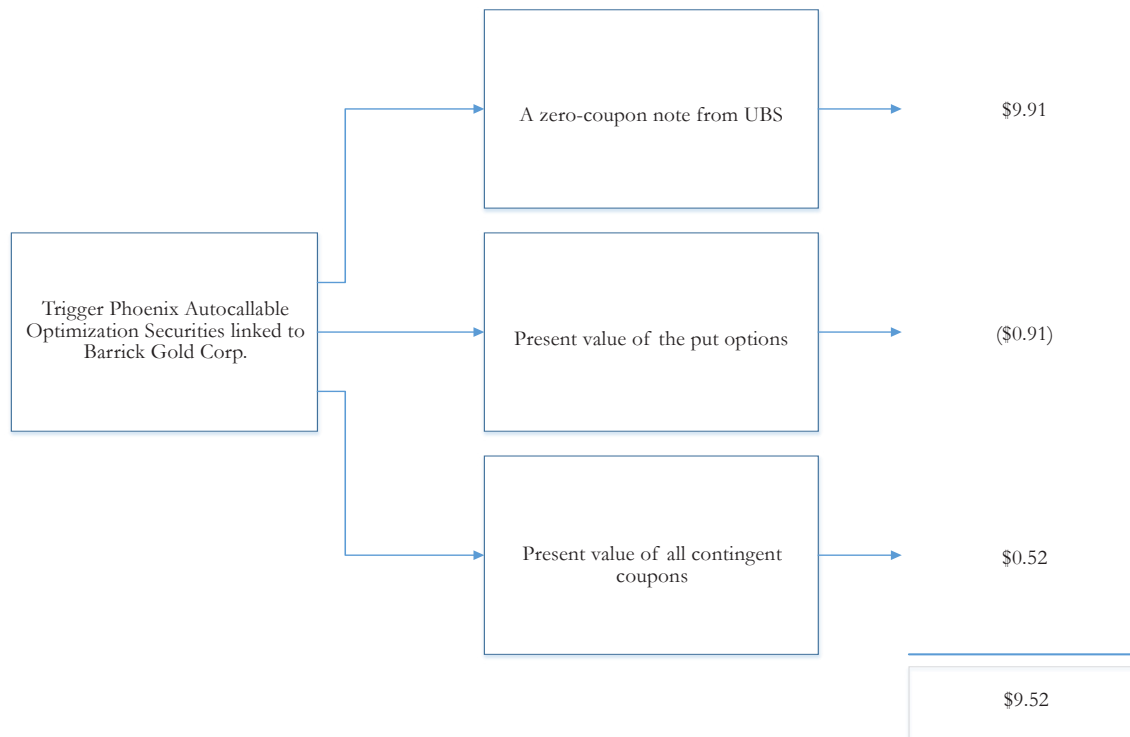 A zero-coupon note from UBS
$9.91
Trigger Phoenix Autocallable
Optimization Securities linked to
Barrick Gold Corp.
Present value of the put options
($0.91)
Present value of all contingent
coupons
$0.52
$9.52